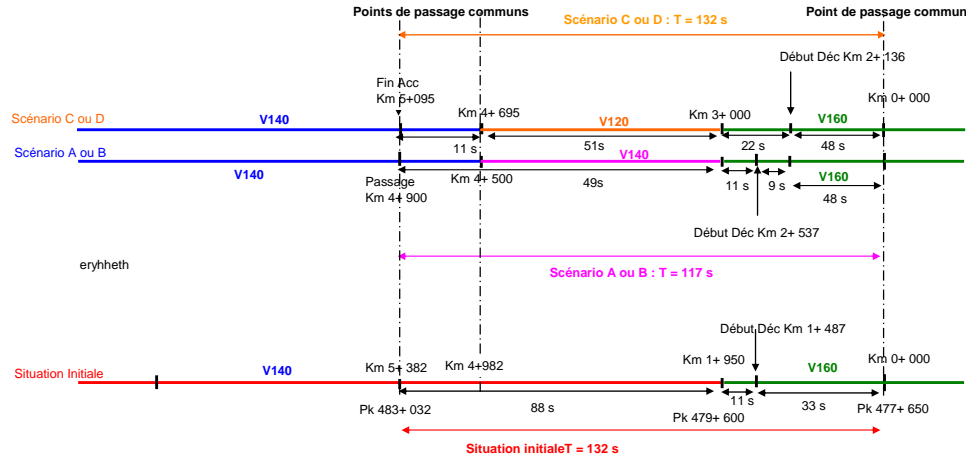 Points de passage communs
Point de passage commun
Scénario C ou D : T = 132 s
Début Déc Km 2+ 136
Fin Acc
Km 5+095
Km 4+ 695
Km 3+ 000
Km 0+ 000
Scénario C ou D
V140
V120
V160
11 s
51s
22 s
48 s
Scénario A ou B
V140
V140
V160
Passage
Km 4+ 900
Km 4+ 500
49s
11 s
9 s
48 s
Début Déc Km 2+ 537
eryhheth
Scénario A ou B : T = 117 s
Début Déc Km 1+ 487
Km 5+ 382
Km 4+982
Km 1+ 950
Km 0+ 000
Situation Initiale
V140
V160
Pk 483+ 032
88 s
Pk 479+ 600
11 s
33 s
Pk 477+ 650
Situation initialeT = 132 s